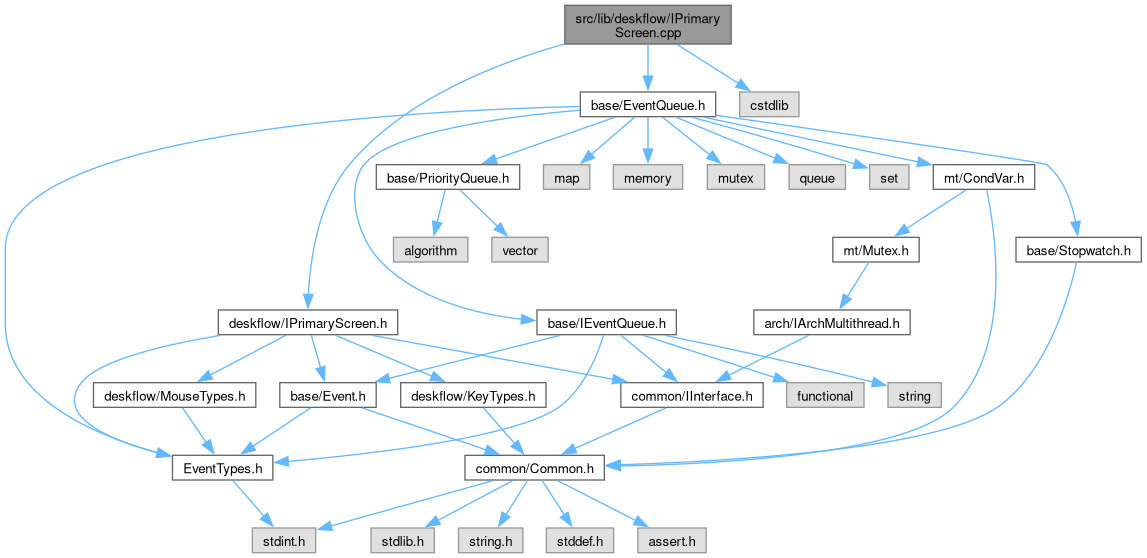 src/lib/deskflow/IPrimary
Screen.cpp
base/EventQueue.h
cstdlib
base/PriorityQueue.h
map
memory
mutex
queue
set
mt/CondVar.h
algorithm
vector
mt/Mutex.h
base/Stopwatch.h
deskflow/IPrimaryScreen.h
base/IEventQueue.h
arch/IArchMultithread.h
deskflow/MouseTypes.h
base/Event.h
deskflow/KeyTypes.h
common/IInterface.h
functional
string
EventTypes.h
common/Common.h
stdint.h
stdlib.h
string.h
stddef.h
assert.h